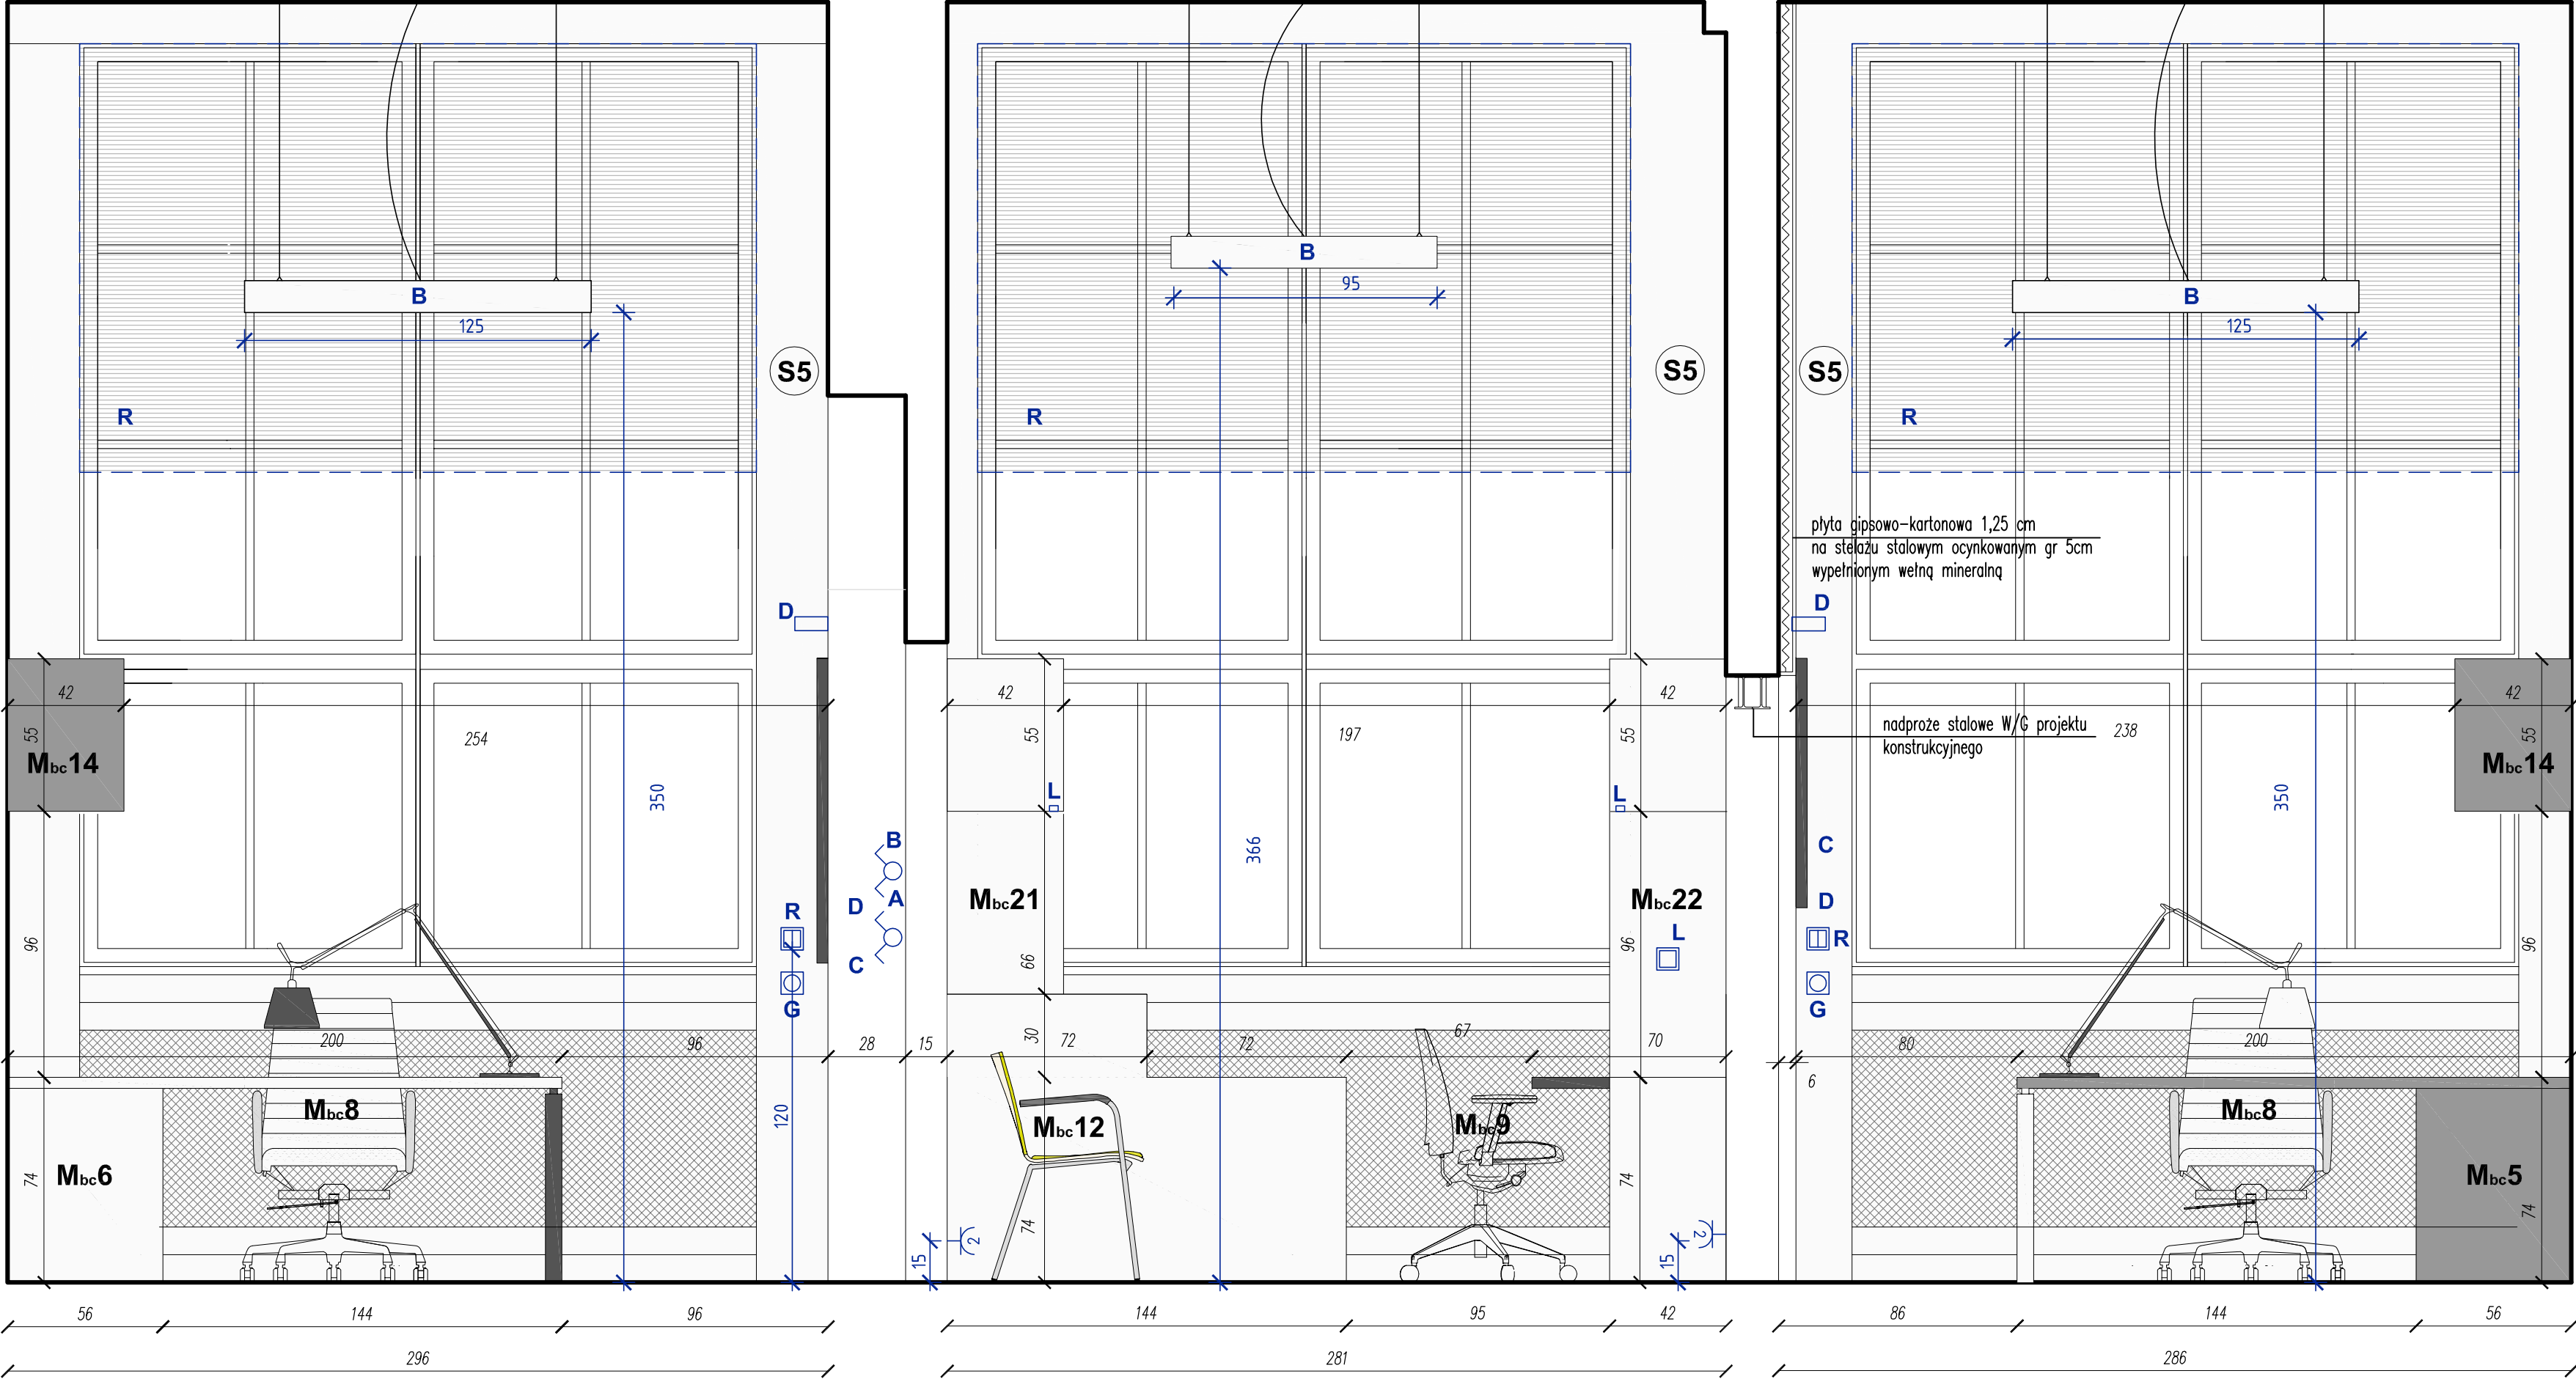 B
B
B
95
125
125
S5
S5
S5
R
R
R
płyta gipsowo-kartonowa 1,25 cm
na stelażu stalowym ocynkowanym gr 5cm
wypełnionym wełną mineralną
D
D
42
42
42
42
nadproże stalowe W/G projektu
konstrukcyjnego
254
55
55
197
55
238
55
Mbc14
Mbc14
350
L
L
350
B
366
C
A
D
Mbc21
Mbc22
D
R
L
R
96
96
96
C
66
G
G
200
96
28
15
30
72
72
67
70
6
80
200
Mbc8
120
Mbc12
Mbc9
Mbc8
Mbc6
74
74
74
Mbc5
74
2
2
15
15
56
144
96
144
95
42
86
144
56
296
281
286